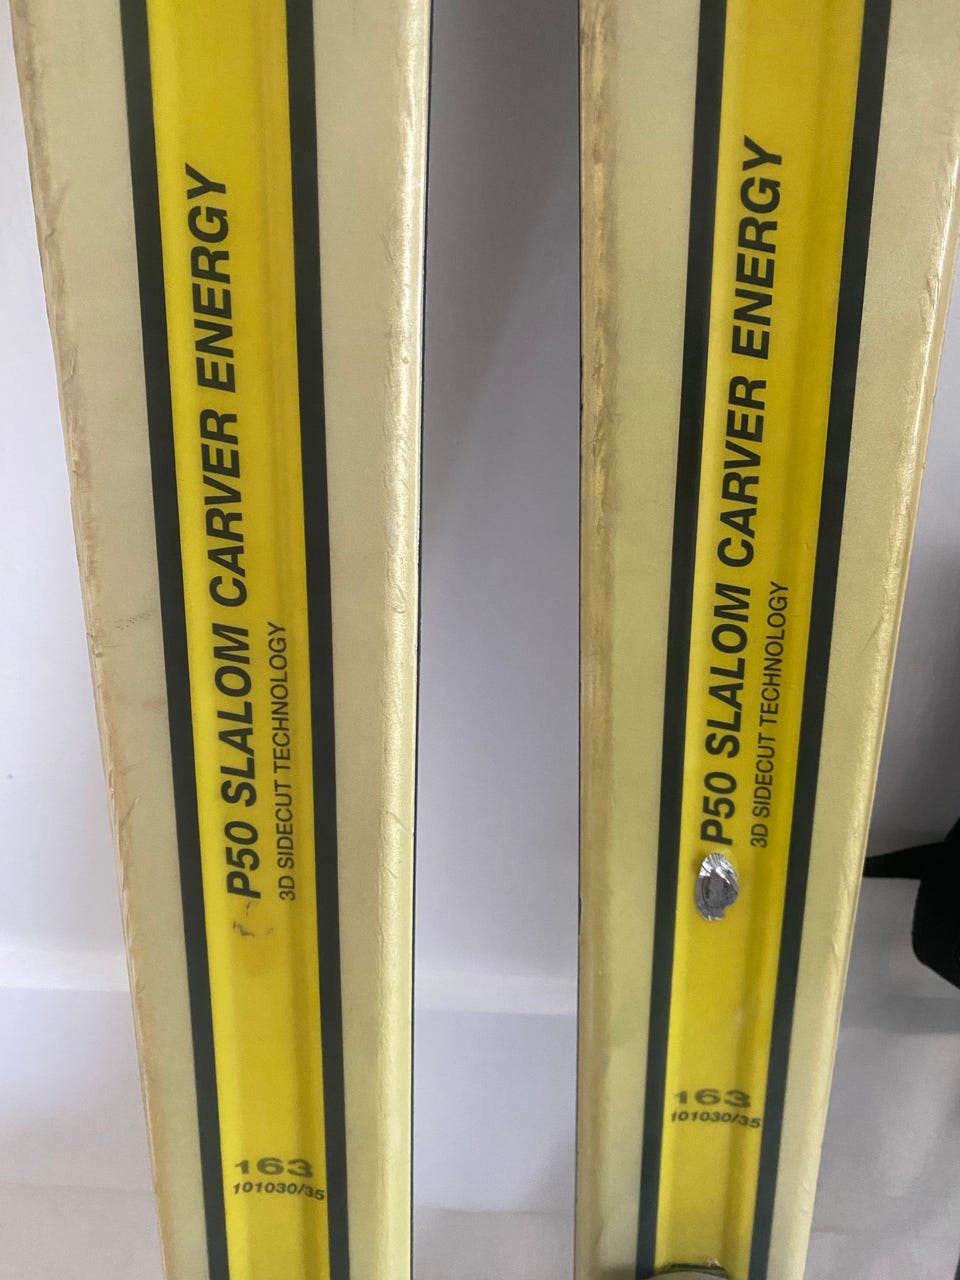 P50 SLALOM CARVER ENERGY
3D SIDECUT TECHNOLOGY
163
101030/35
P50 SLALOM CARVER ENERGY
3D SIDECUT TECHNOLOGY
163
101030/35